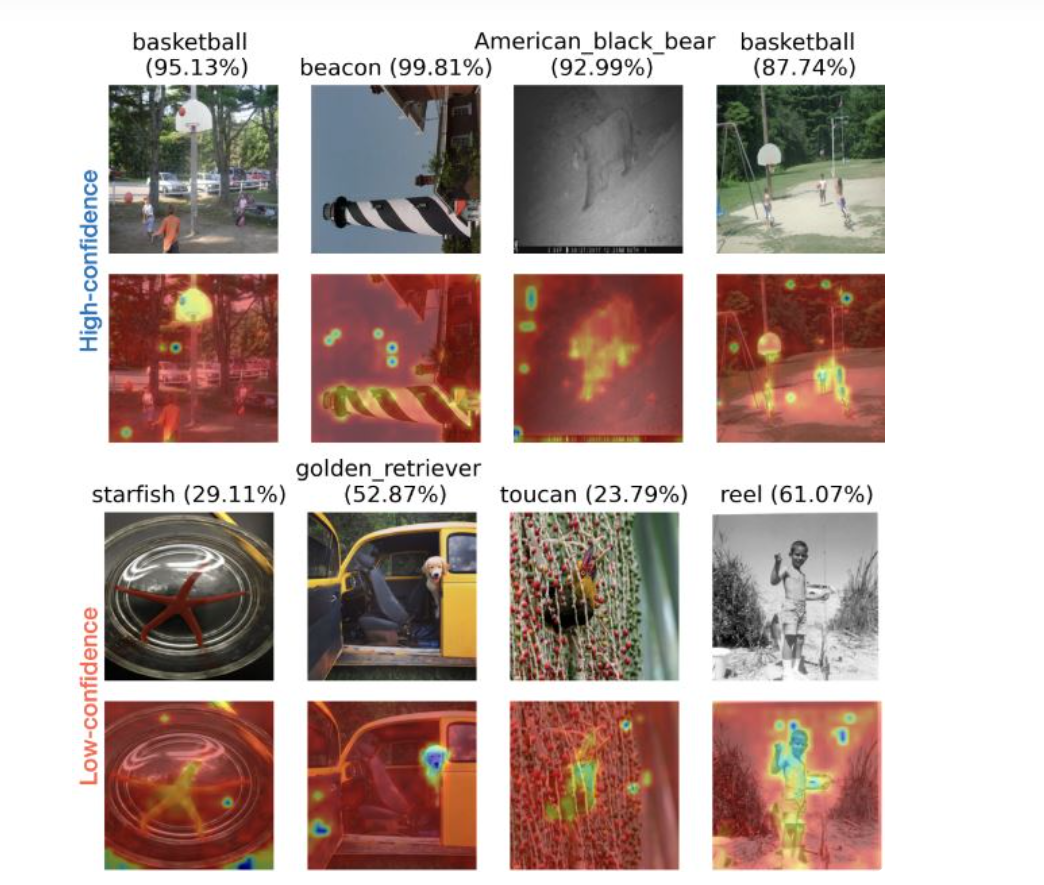 basketball
(95.13%)
beacon (99.81%)
American_black_bear
(92.99%)
basketball
(87.74%)
High-confidence
starfish (29.11%)
golden_retriever
(52.87%)
toucan (23.79%)
reel (61.07%)
Low-confidence